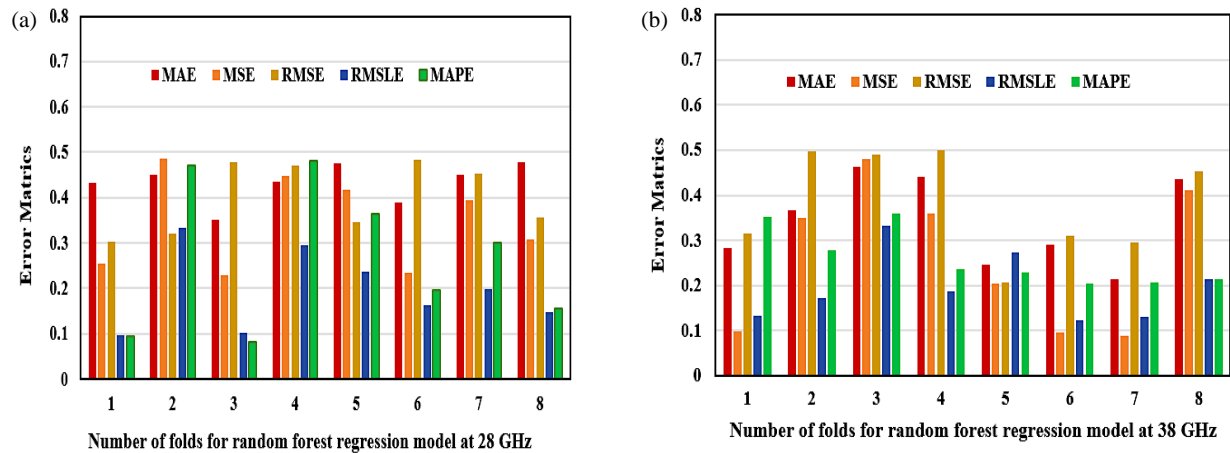 (a)
0.8
0.7
0.6
0.5
0.4
0.3
0.2
0.1
0
Error Matrics
MAE MSE RMSE RMSLE MAPE
1 2 3 4 5 6 7 8
Number of folds for random forest regression model at 28 GHz
(b)
0.8
0.7
0.6
0.5
0.4
0.3
0.2
0.1
0
Error Matrics
MAE MSE RMSE RMSLE MAPE
1 2 3 4 5 6 7 8
Number of folds for random forest regression model at 38 GHz